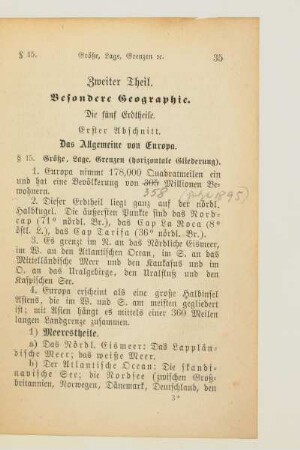 § 15. Größe, Lage, Grenzen ꝛc. 35
Zweiter Theil.
Besondere Geographie.
Die fünf Erdtheile.
Erster Abschnitt.
Das Allgemeine von Europa.
§ 15. Größe, Lage, Grenzen (horizontale Gliederung).
1. Europa nimmt 178,000 Quadratmeilen ein
und hat eine Bevölkerung von 305 Millionen Be-
wohnern. 358 (1895)
2. Dieser Erdtheil liegt ganz auf der nördl.
Halbkugel. Die äußersten Punkte sind das Nord-
cap (71° nördl. Br.), das Cap La Roca (8°
östl. L.), das Cap Tarifa (36° nördl. Br.).
3. Es grenzt im N. an das Nördliche Eismeer,
im W. an den Atlantischen Ocean, im S. an das
Mittelländische Meer und den Kaukasus und im
O. an das Uralgebirge, den Uralfluß und den
Kaspischen See.
4. Europa erscheint als eine große Halbinsel
Asiens, die im W. und S. am meisten gegliedert
ist; mit Asien hängt es mittels einer 360 Meilen
langen Landgrenze zusammen.
1) Meerestheile.
a) Das Nördl. Eismeer: Das Lapplän-
dische Meer; das weiße Meer.
b) Der Atlantische Ocean: Die skandi-
navische See; die Nordsee (zwischen Groß-
britannien, Norwegen, Dänemark, Deutschland, den
3*